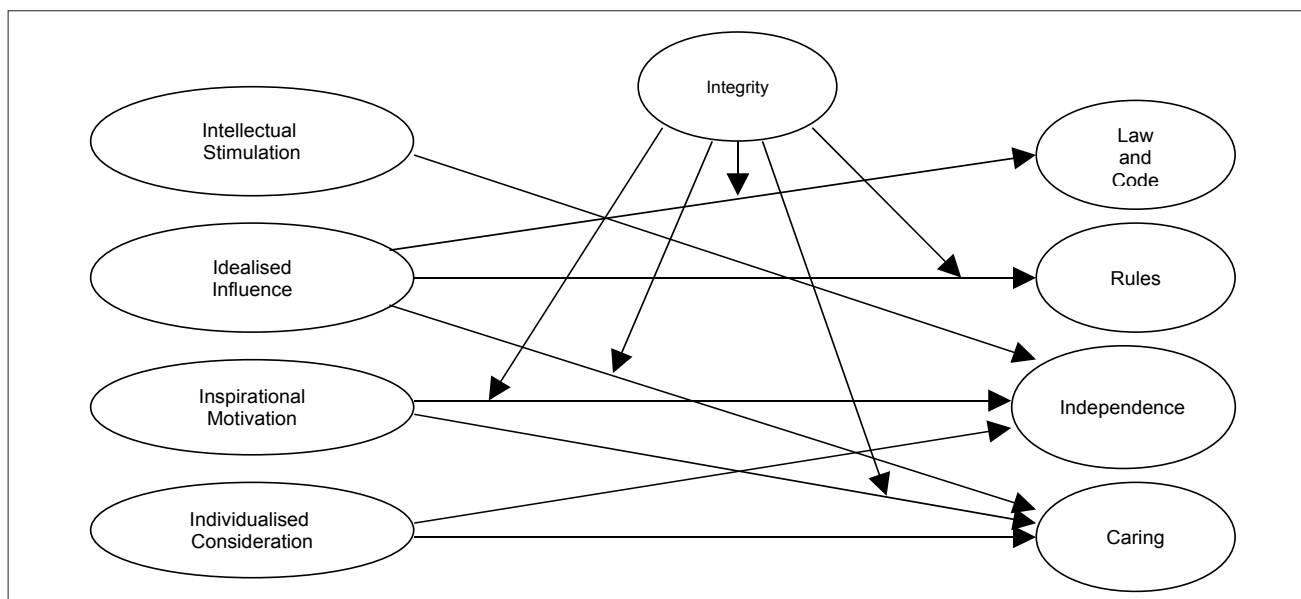 Integrity
Intellectual
Stimulation
Law
and
Code
Idealised
Influence
Rules
Inspirational
Motivation
Independence
Individualised
Consideration
Caring